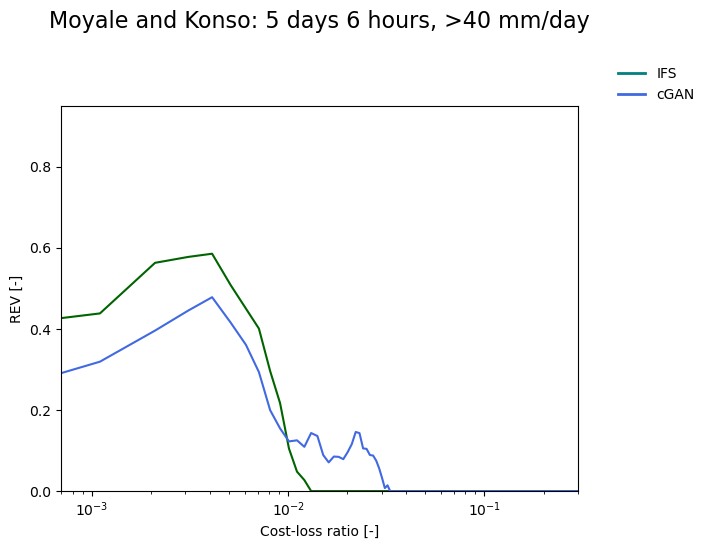 Moyale and Konso: 5 days 6 hours, >40 mm/day
IFS
cGAN
0.8
0.6
0.4
0.2
0.0
REV [-]
10⁻³
10⁻²
10⁻¹
Cost-loss ratio [-]